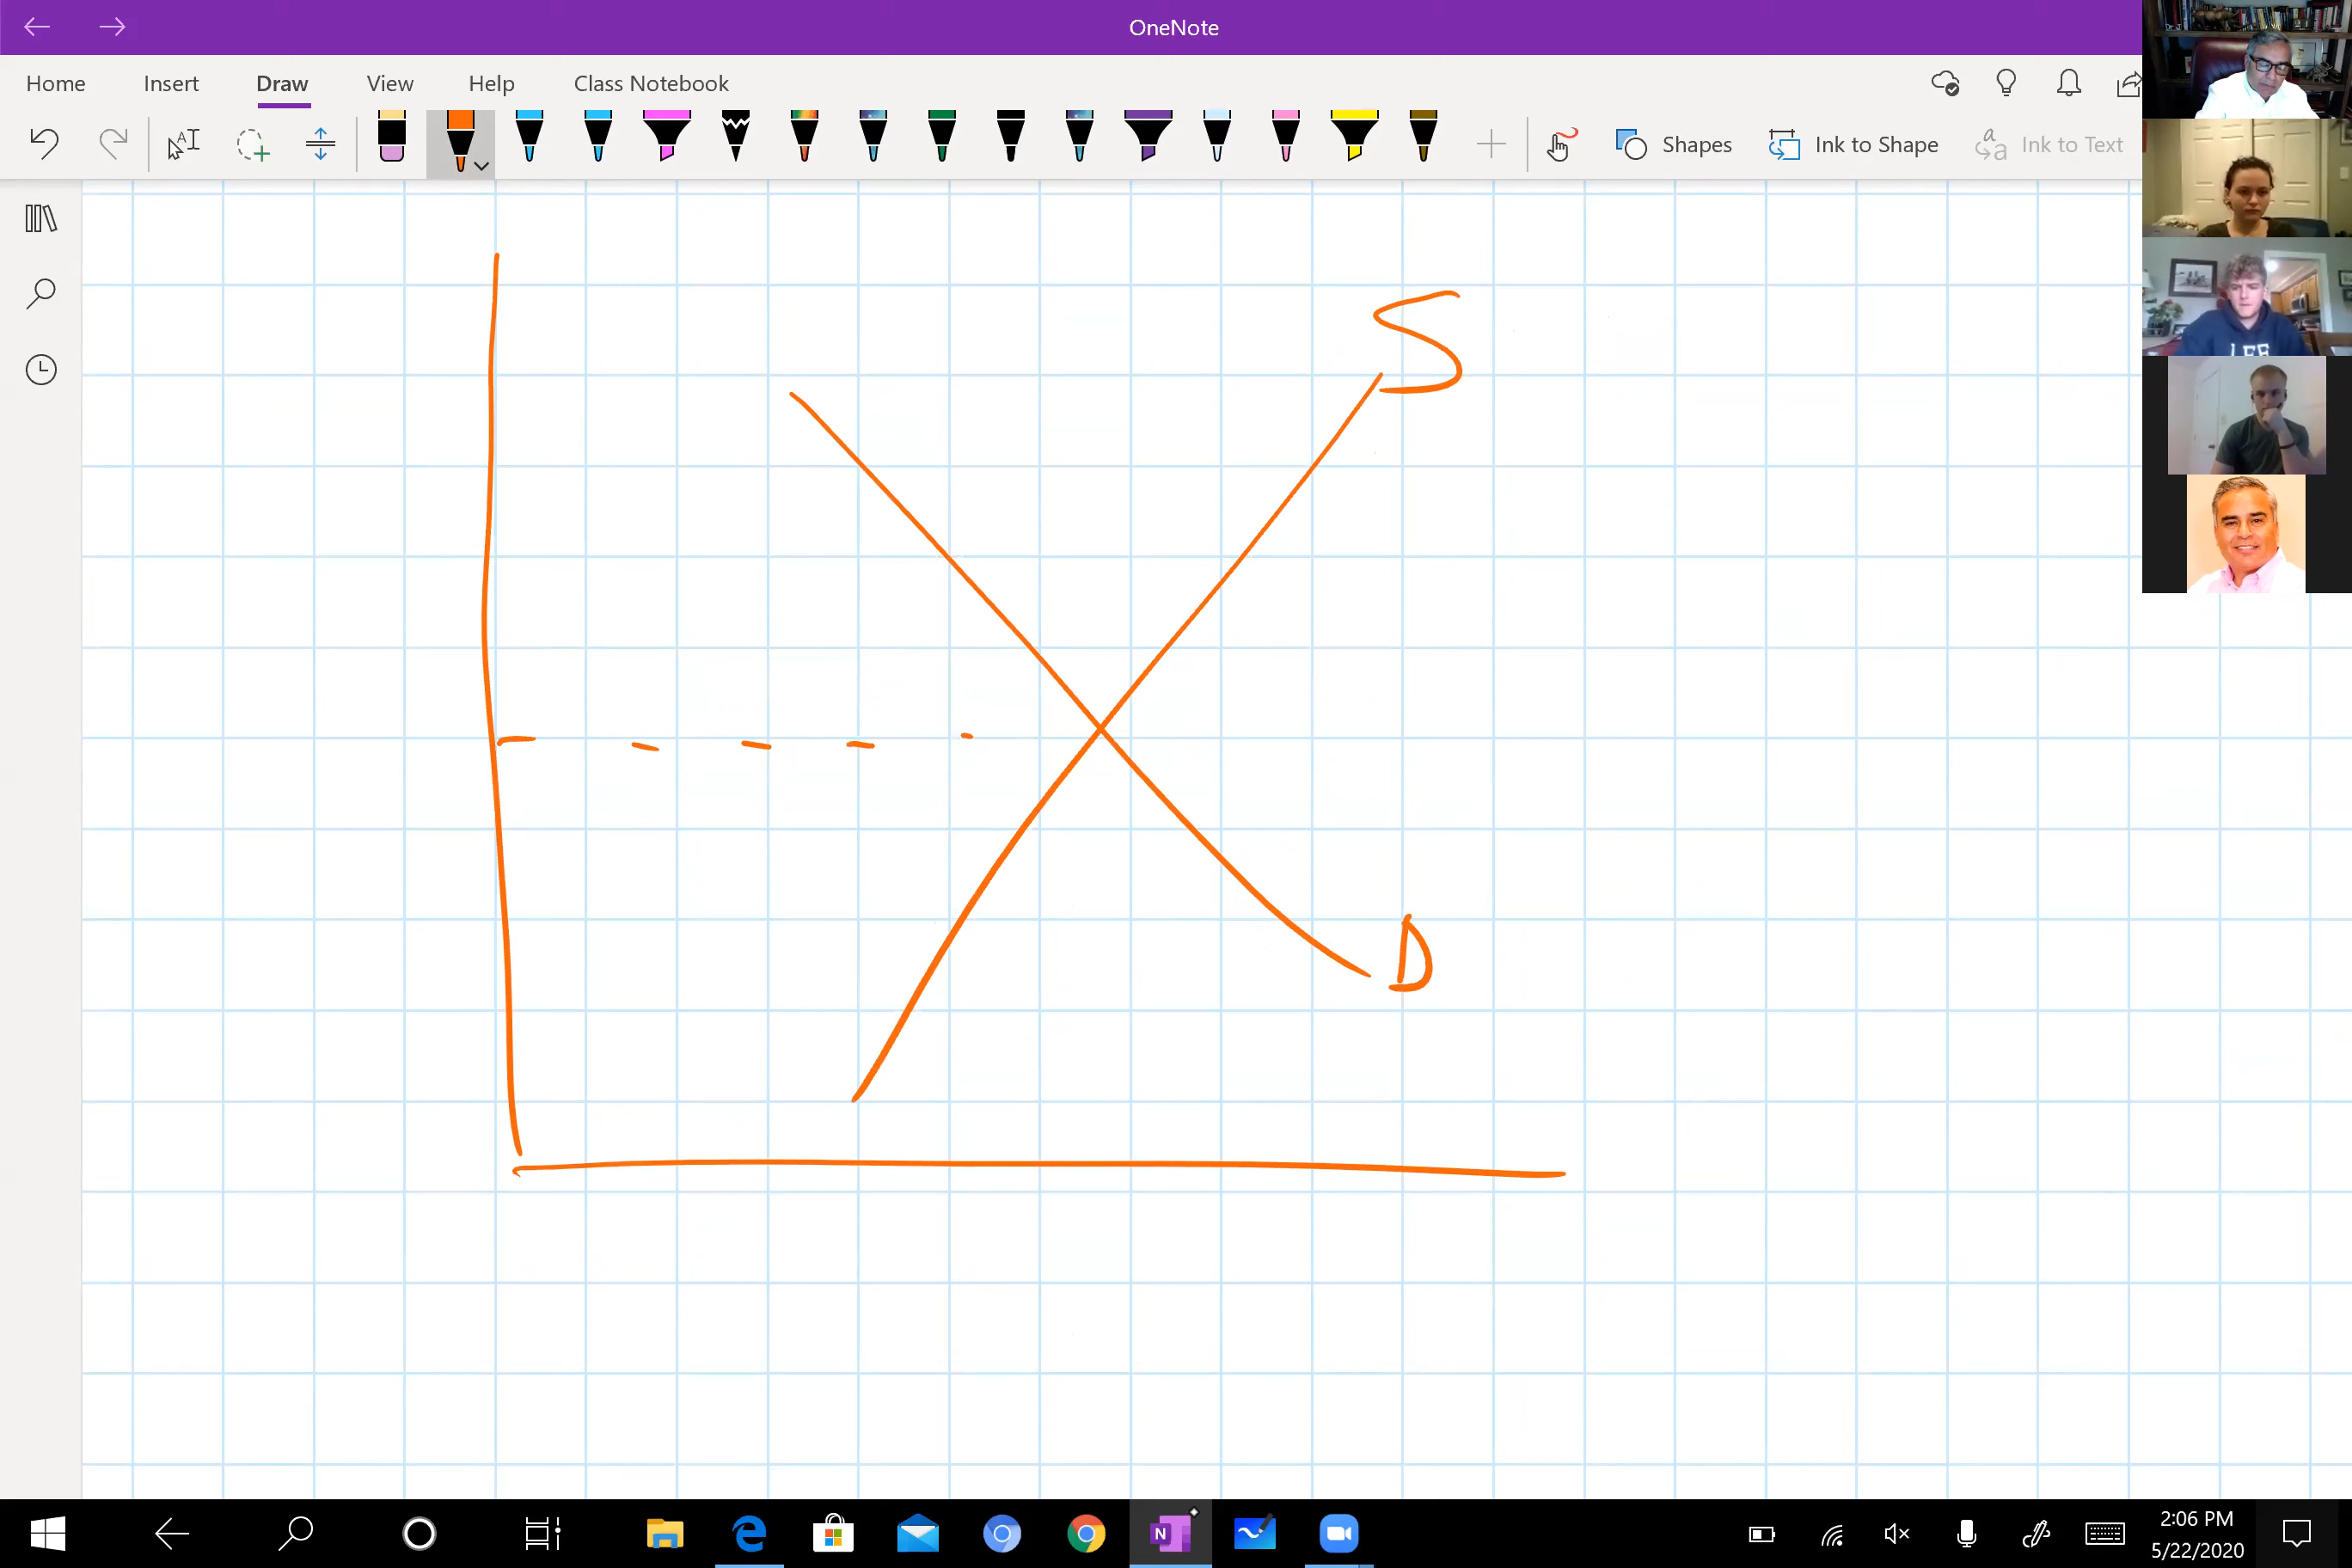 OneNote
Home Insert Draw View Help Class Notebook
Shapes Ink to Shape Ink to Text
S
D
2:06 PM
5/22/2020